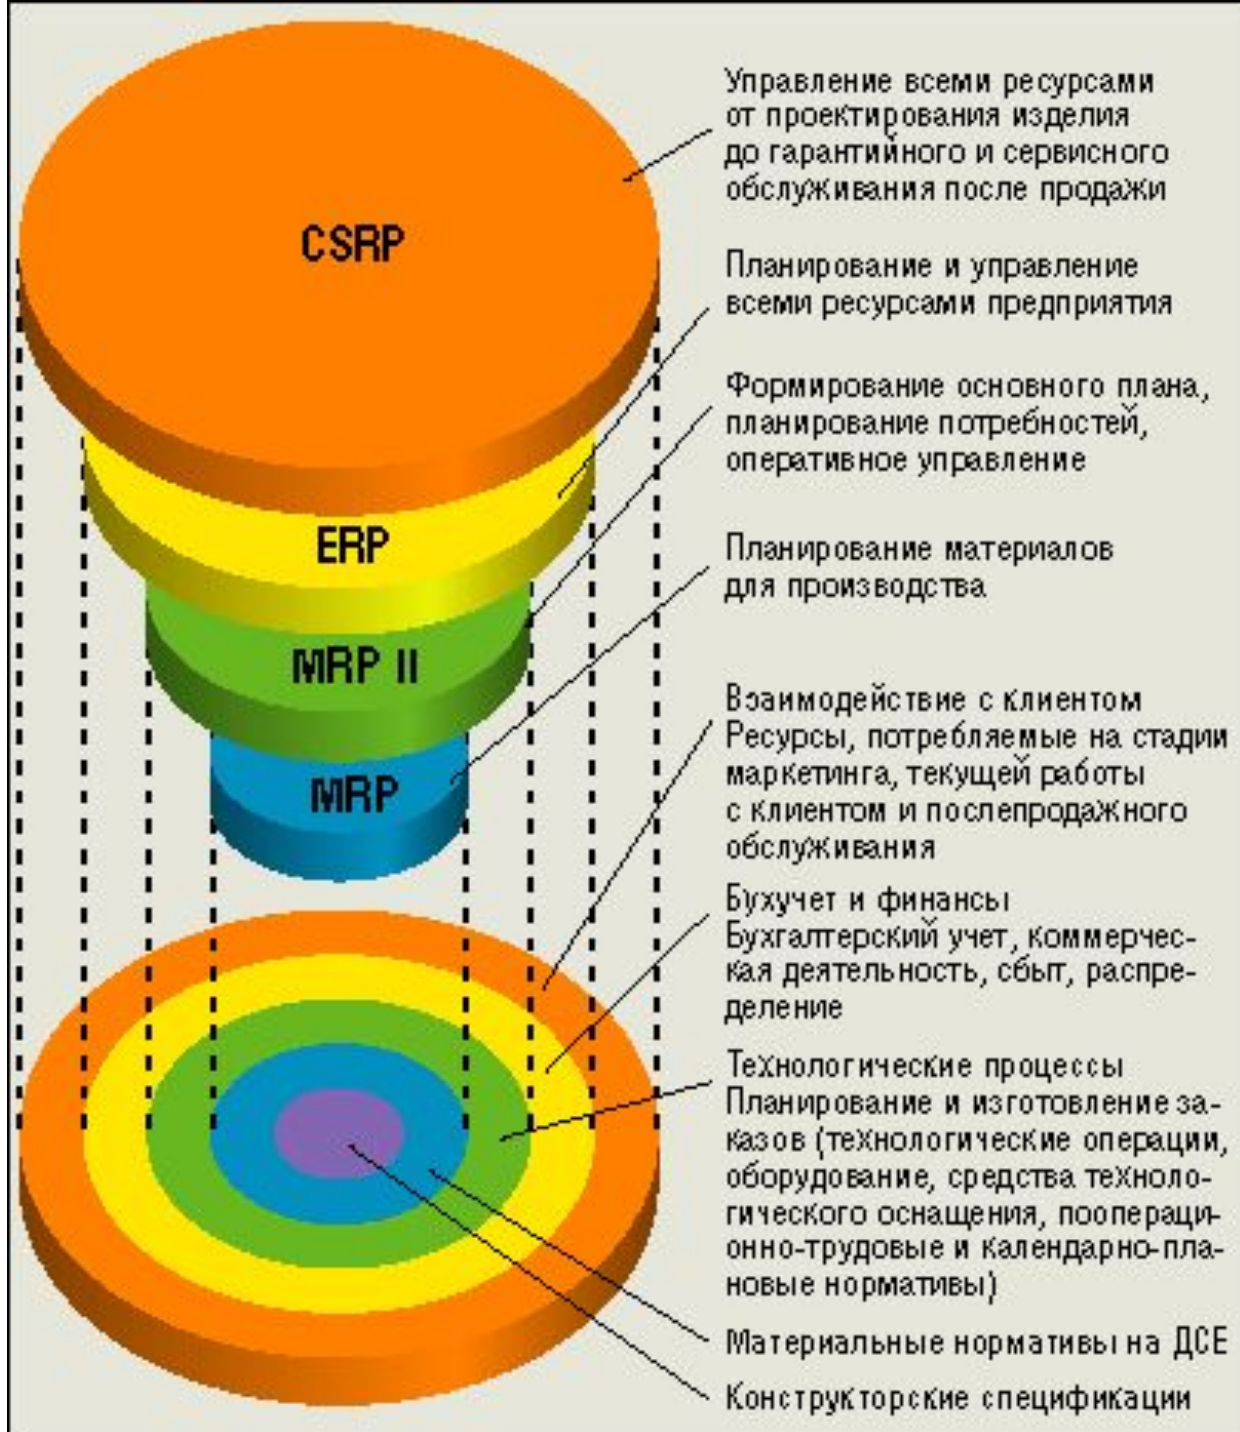 Управление всеми ресурсами
от проектирования изделия
до гарантийного и сервисного
обслуживания после продажи
CSRP
Планирование и управление
всеми ресурсами предприятия
Формирование основного плана,
планирование потребностей,
оперативное управление
ERP
Планирование материалов
для производства
MRP II
MRP
Взаимодействие с клиентом
Ресурсы, потребляемые на стадии
маркетинга, текущей работы
с клиентом и послепродажного
обслуживания
Бухучет и финансы
Бухгалтерский учет, коммерчес-
кая деятельность, сбыт, распре-
деление
Технологические процессы
Планирование и изготовление за-
казов (технологические операции,
оборудование, средства техноло-
гического оснащения, пооперaци-
онно-трудовые и календарно-пла-
новые нормативы)
Материальные нормативы на ДСЕ
Конструкторские спецификации